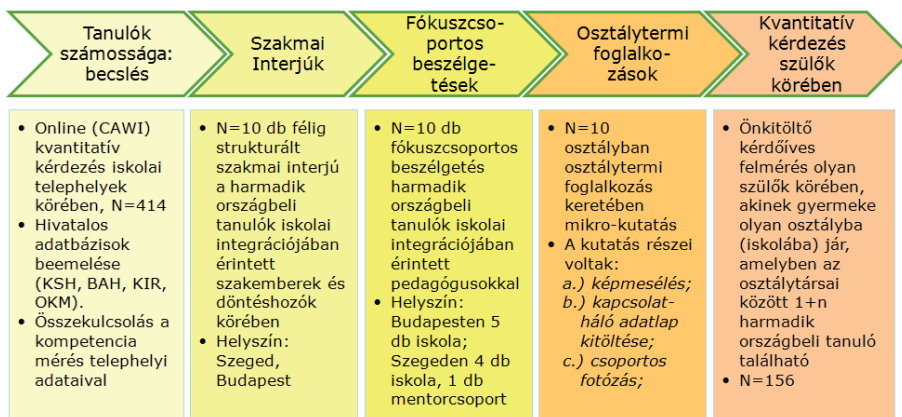 Tanulók
számossága:
becslés
Szakmai
Interjúk
Fókuszcso-
portos
beszélge-
tések
Osztálytermi
foglalko-
zások
Kvantitatív
kérdezés
szülők
körében
• Online (CAWI)
kvantitatív
kérdezés iskolai
telephelyek
körében, N=414
• Hivatalos
adatbázisok
beemelése
(KSH, BAH, KIR,
OKM).
• Összekulcsolás a
kompetencia
mérés telephelyi
adataival
• N=10 db félig
strukturált
szakmai interjú
a harmadik
országbeli
tanulók iskolai
integrációjában
érintett
szakemberek és
döntéshozók
körében
• Helyszín:
Szeged,
Budapest
• N=10 db
fókuszcsoportos
beszélgetés
harmadik
országbeli
tanulók iskolai
integrációjában
érintett
pedagógusokkal
• Helyszín:
Budapesten 5
db iskola;
Szegeden 4 db
iskola, 1 db
mentorcsoport
• N=10
osztályban
osztálytermi
foglalkozás
keretében
mikro-kutatás
• A kutatás részei
voltak:
a.) képmesélés;
b.) kapcsolat-
háló adatlap
kitöltése;
c.) csoportos
fotózás;
• Önkitöltő
kérdőíves
felmérés olyan
szülők körében,
akinek gyermeke
olyan osztályba
(iskolába) jár,
amelyben az
osztálytársai
között 1+n
harmadik
országbeli tanuló
található
• N=156